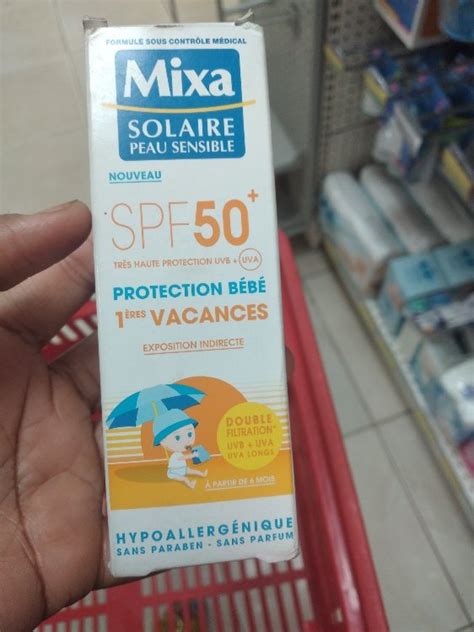 FORMULE SOUS CONTRÔLE MÉDICAL
Mixa
SOLAIRE
PEAU SENSIBLE
NOUVEAU
SPF50+
TRÈS HAUTE PROTECTION UVB + UVA
PROTECTION BÉBÉ
1ÈRES VACANCES
EXPOSITION INDIRECTE
DOUBLE
FILTRATION*
UVB + UVA
UVA LONGS
À PARTIR DE 6 MOIS
HYPOALLERGÉNIQUE
SANS PARABEN - SANS PARFUM